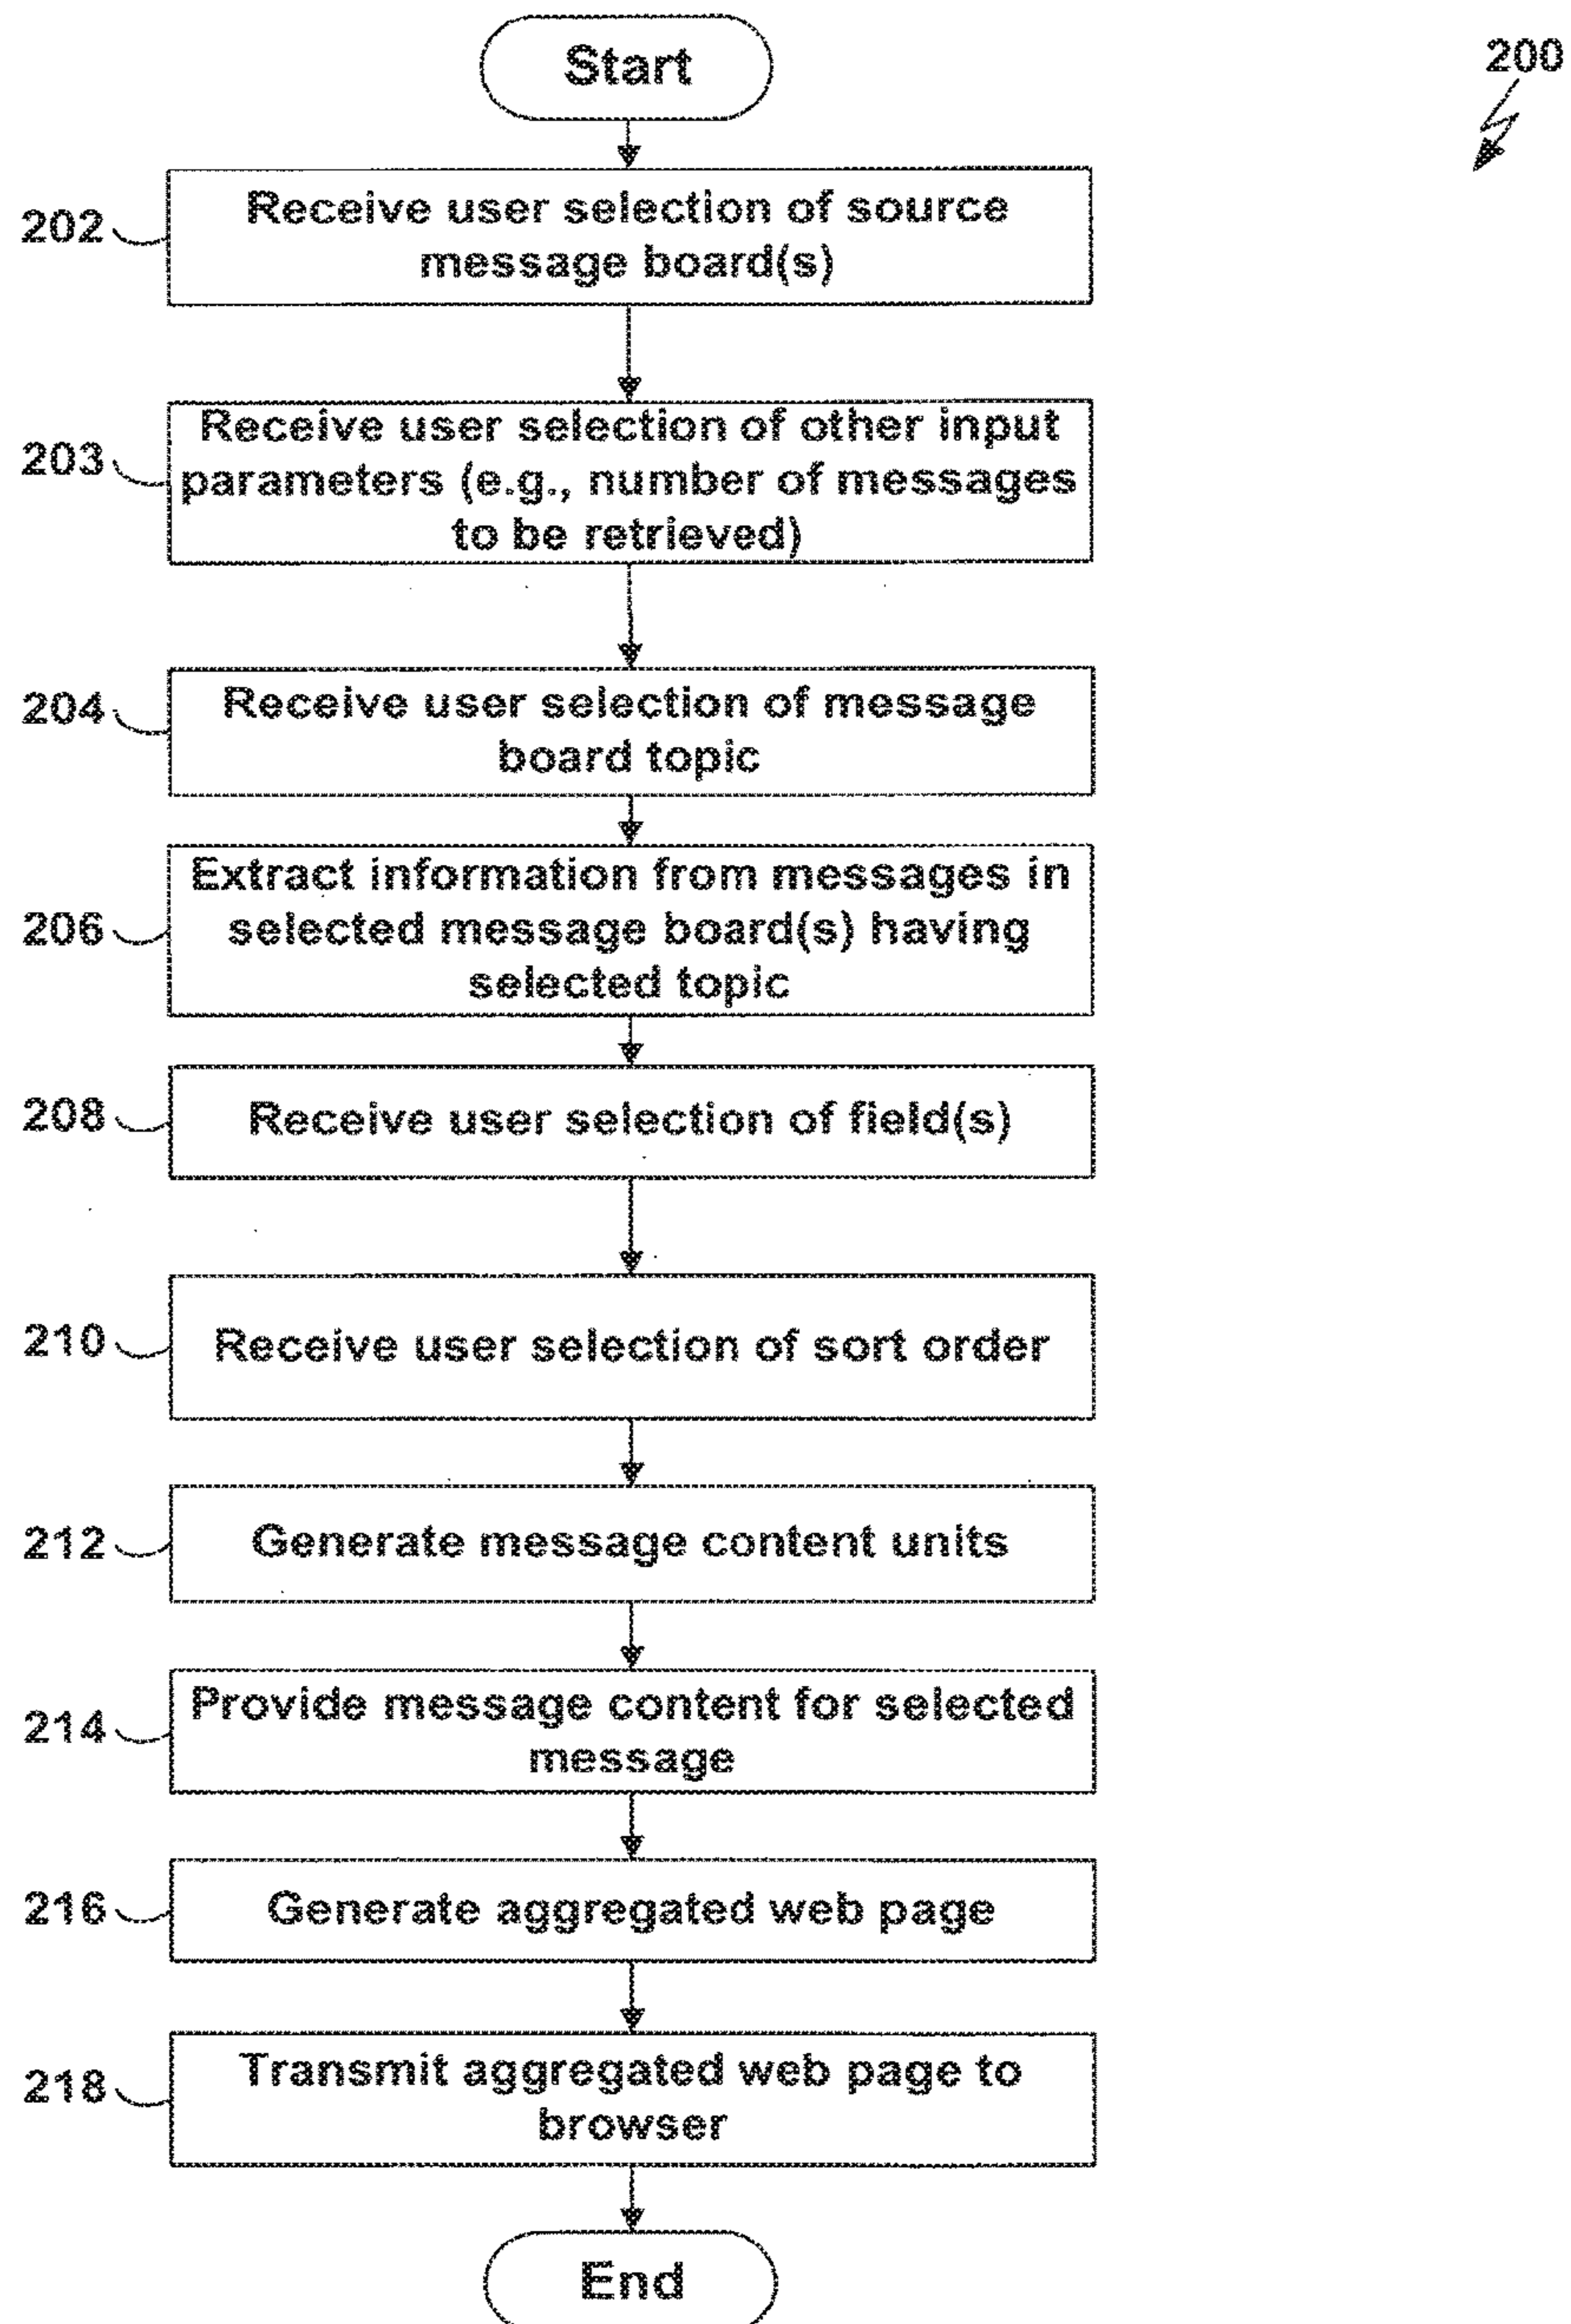 Start
200
202
Receive user selection of source
message board(s)
203
Receive user selection of other input
parameters (e.g., number of messages
to be retrieved)
204
Receive user selection of message
board topic
206
Extract information from messages in
selected message board(s) having
selected topic
208
Receive user selection of field(s)
210
Receive user selection of sort order
212
Generate message content units
214
Provide message content for selected
message
216
Generate aggregated web page
218
Transmit aggregated web page to
browser
End